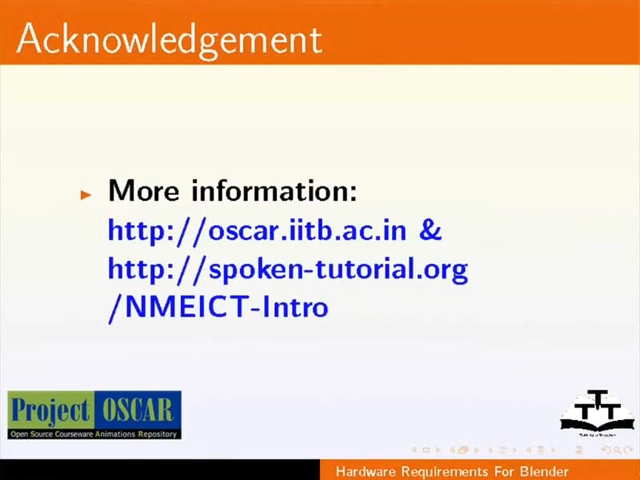 Acknowledgement
More information:
http://oscar.iitb.ac.in &
http://spoken-tutorial.org
/NMEICT-Intro
Project OSCAR
Open Source Courseware Animations Repository
Hardware Requirements For Blender